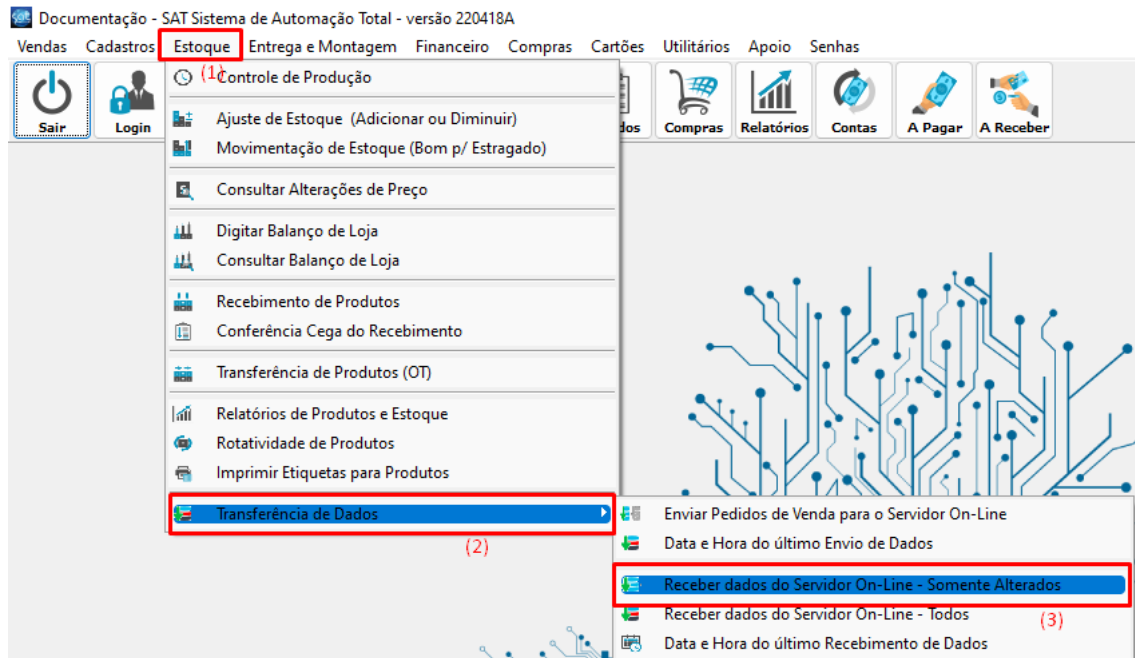 Documentação - SAT Sistema de Automação Total - versão 220418A
Vendas Cadastros Estoque Entrega e Montagem Financeiro Compras Cartões Utilitários Apoio Senhas
Sair Login dos Compras Relatórios Contas A Pagar A Receber
(1)
Controle de Produção
Ajuste de Estoque (Adicionar ou Diminuir)
Movimentação de Estoque (Bom p/ Estragado)
Consultar Alterações de Preço
Digitar Balanço de Loja
Consultar Balanço de Loja
Recebimento de Produtos
Conferência Cega do Recebimento
Transferência de Produtos (OT)
Relatórios de Produtos e Estoque
Rotatividade de Produtos
Imprimir Etiquetas para Produtos
Transferência de Dados
(2)
Enviar Pedidos de Venda para o Servidor On-Line
Data e Hora do último Envio de Dados
Receber dados do Servidor On-Line - Somente Alterados
Receber dados do Servidor On-Line - Todos
(3)
Data e Hora do último Recebimento de Dados